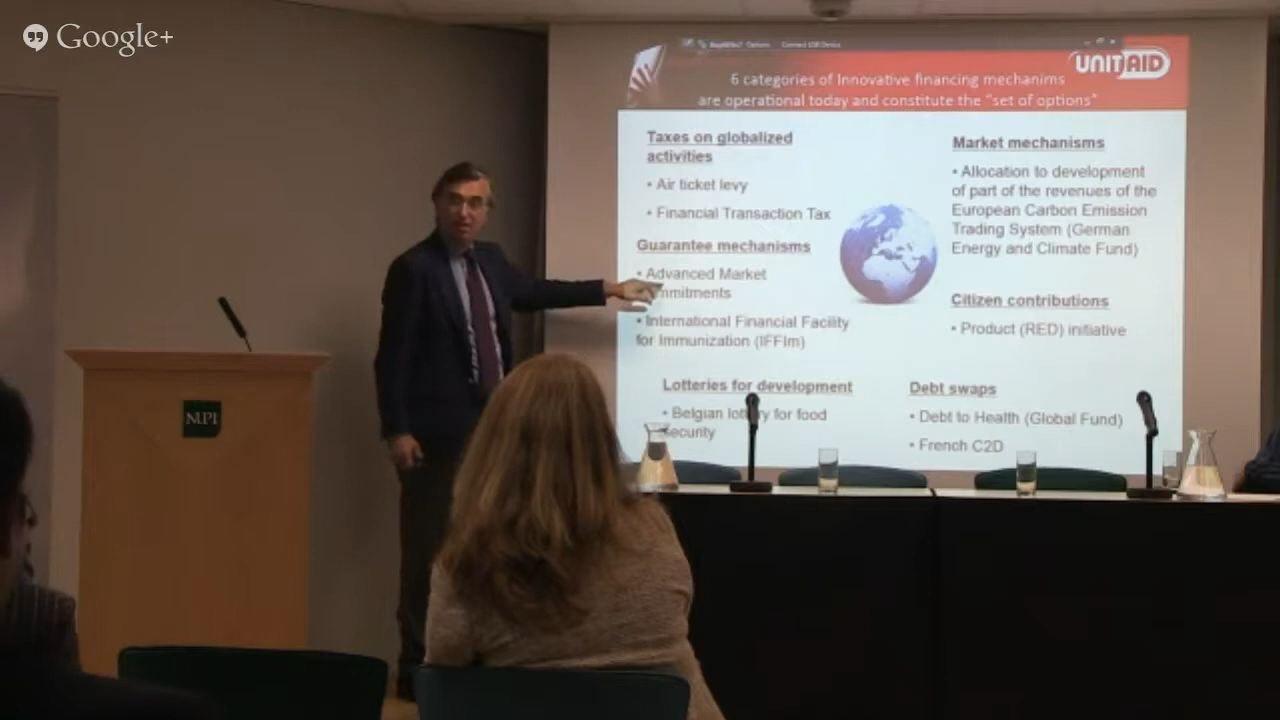 Google+
UNITAID
6 categories of Innovative financing mechanims
are operational today and constitute the "set of options"
Taxes on globalized
activities
• Air ticket levy
• Financial Transaction Tax
Guarantee mechanisms
• Advanced Market
• International Financial Facility
for Immunization (IFFIm)
Lotteries for development
• Belgian for food
security
Market mechanisms
• Allocation to development
of part of the revenues of the
European Carbon Emission
Trading System (German
Energy and Climate Fund)
Citizen contributions
• Product (RED) initiative
Debt swaps
• Debt to Health (Global Fund)
• French C2D
MPI